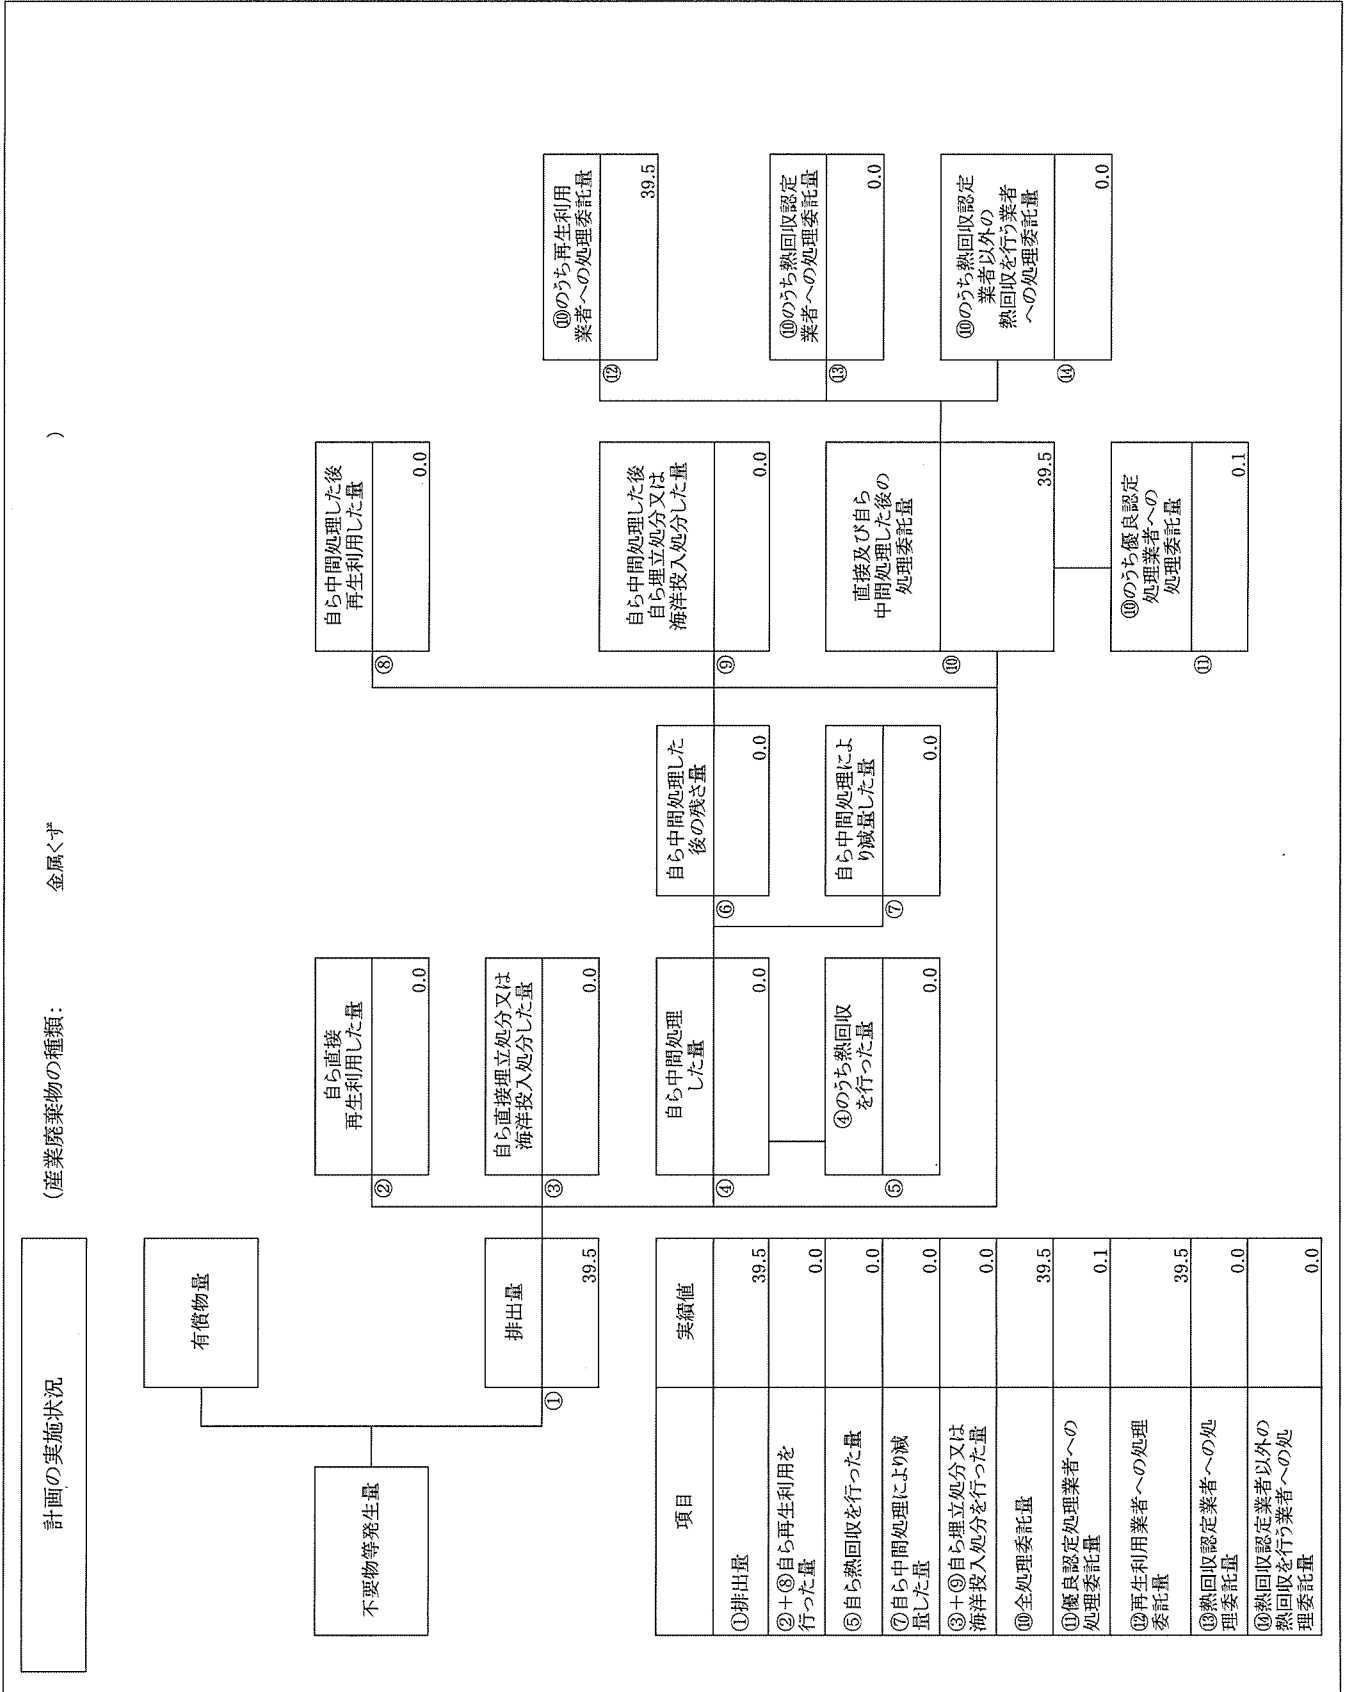 計画の実施状況
(産業廃棄物の種類: 金属くず )
不要物等発生量
有償物量
①
排出量
39.5
②
自ら直接
再生利用した量
0.0
③
自ら直接埋立処分又は
海洋投入処分した量
0.0
④
自ら中間処理
した量
0.0
⑤
④のうち熱回収
を行った量
0.0
⑥
自ら中間処理した
後の残さ量
0.0
⑦
自ら中間処理によ
り減量した量
0.0
⑧
自ら中間処理した後
再生利用した量
0.0
⑨
自ら中間処理した後
自ら埋立処分又は
海洋投入処分した量
0.0
⑩
直接及び自ら
中間処理した後の
処理委託量
39.5
⑪
⑩のうち優良認定
処理業者への
処理委託量
0.1
⑫
⑩のうち再生利用
業者への処理委託量
39.5
⑬
⑩のうち熱回収認定
業者への処理委託量
0.0
⑭
⑩のうち熱回収認定
業者以外の
熱回収を行う業者
への処理委託量
0.0
項目 実績値
①排出量 39.5
②+⑧自ら再生利用を
行った量 0.0
⑤自ら熱回収を行った量 0.0
⑦自ら中間処理により減
量した量 0.0
③+⑨自ら埋立処分又は
海洋投入処分を行った量 0.0
⑩全処理委託量 39.5
⑪優良認定処理業者への
処理委託量 0.1
⑫再生利用業者への処理
委託量 39.5
⑬熱回収認定業者への処
理委託量 0.0
⑭熱回収認定業者以外の
熱回収を行う業者への処
理委託量 0.0